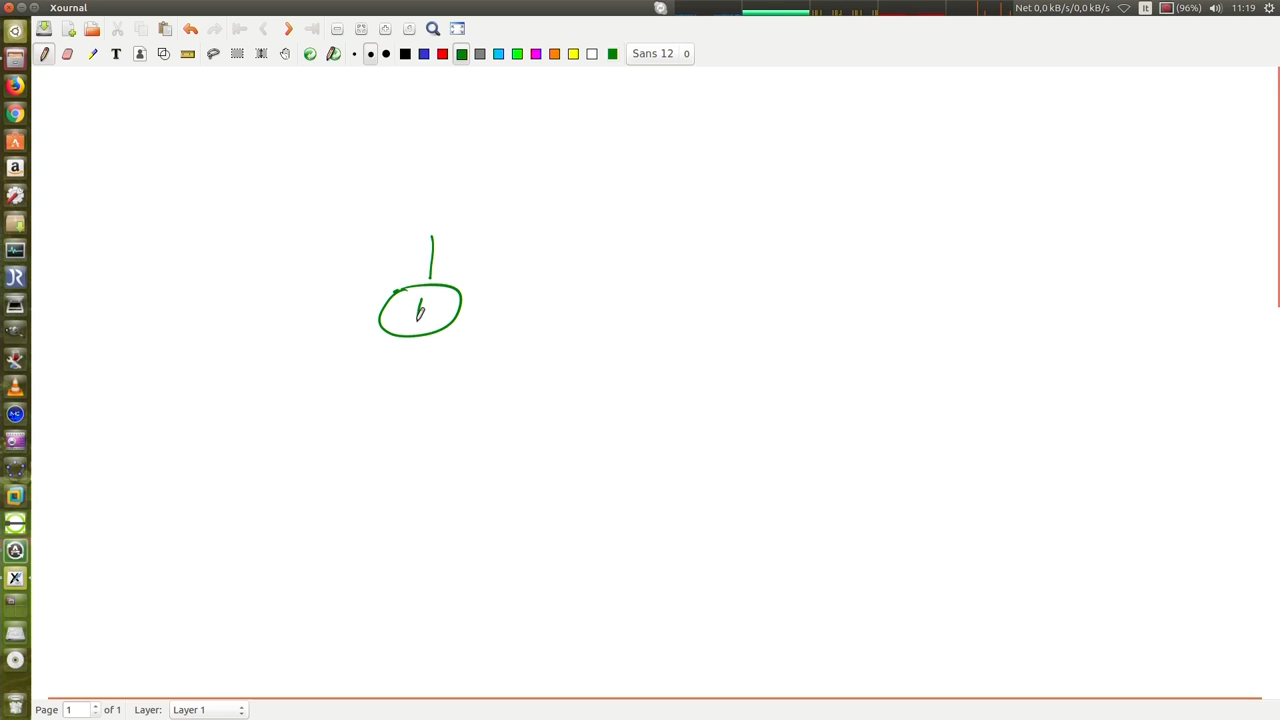 Xournal
Net 0,0 kB/s/0,0 kB/s It (96%) 11:19
Sans 12 0
Page 1 of 1 Layer: Layer 1